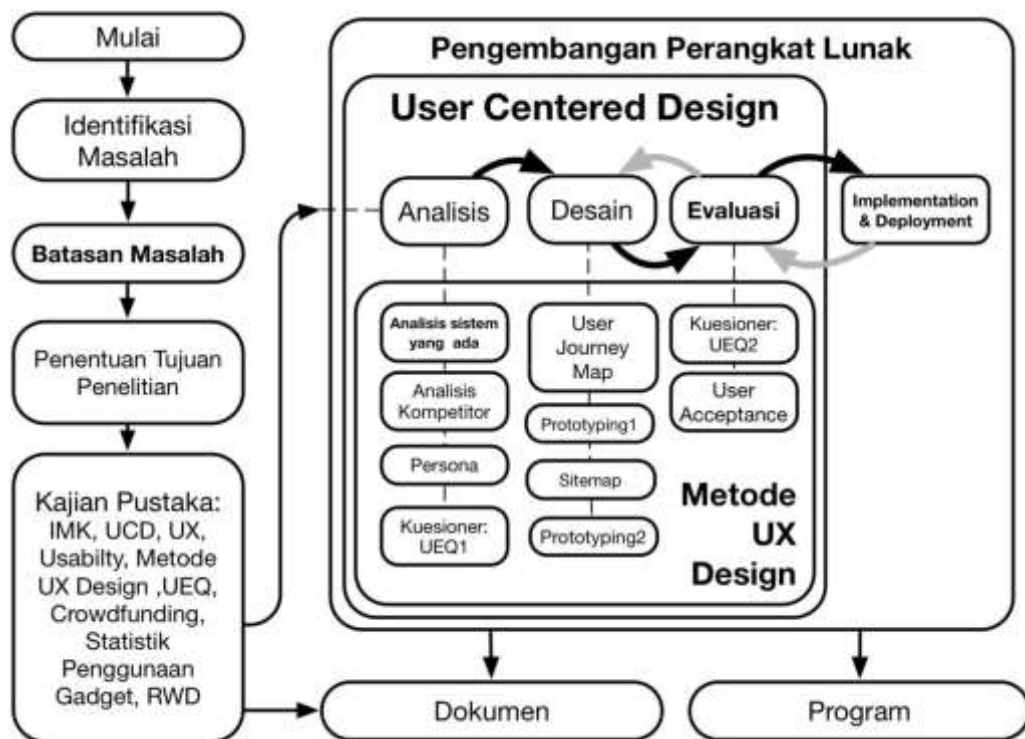 Mulai
Identifikasi
Masalah
Batasan Masalah
Penentuan Tujuan
Penelitian
Kajian Pustaka:
IMK, UCD, UX,
Usabilty, Metode
UX Design ,UEQ,
Crowdfunding,
Statistik
Penggunaan
Gadget, RWD
Pengembangan Perangkat Lunak
User Centered Design
Analisis
Desain
Evaluasi
Implementation
& Deployment
Analisis sistem
yang ada
Analisis
Kompetitor
Persona
Kuesioner:
UEQ1
User
Journey
Map
Prototyping1
Sitemap
Prototyping2
Kuesioner:
UEQ2
User
Acceptance
Metode
UX
Design
Dokumen
Program